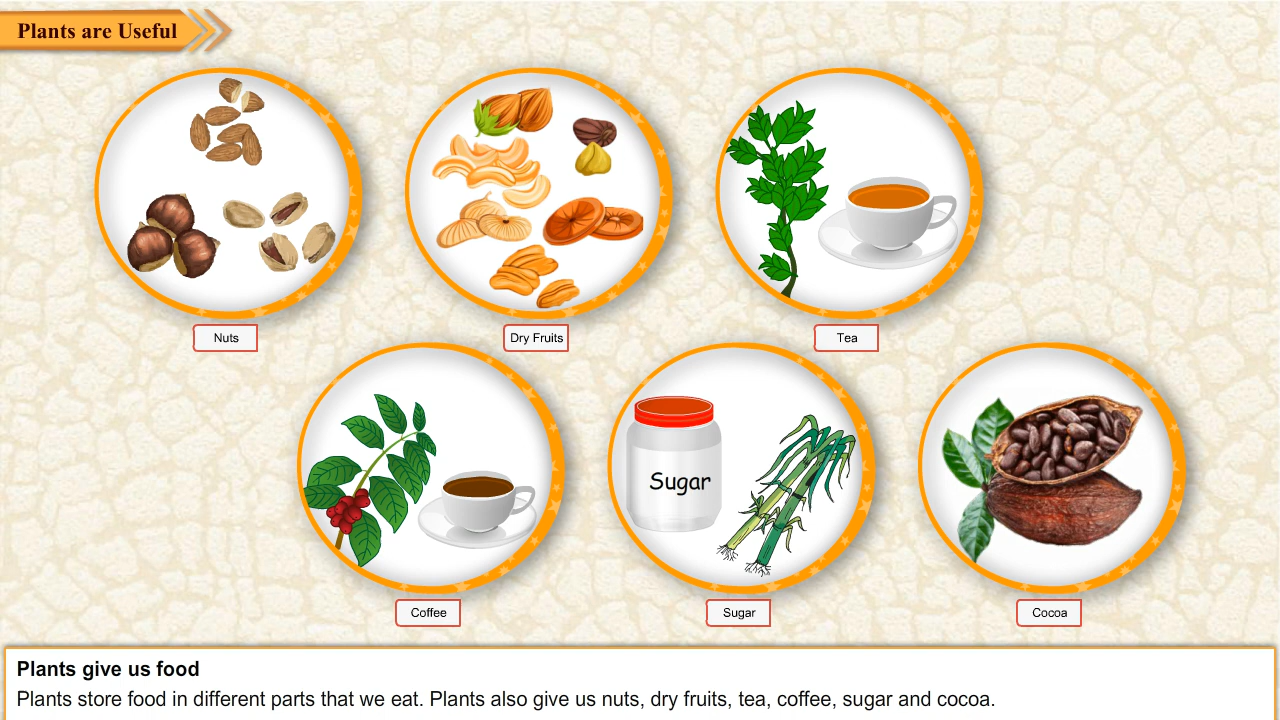 Plants are Useful
Nuts
Dry Fruits
Tea
Sugar
Coffee
Sugar
Cocoa
Plants give us food
Plants store food in different parts that we eat. Plants also give us nuts, dry fruits, tea, coffee, sugar and cocoa.